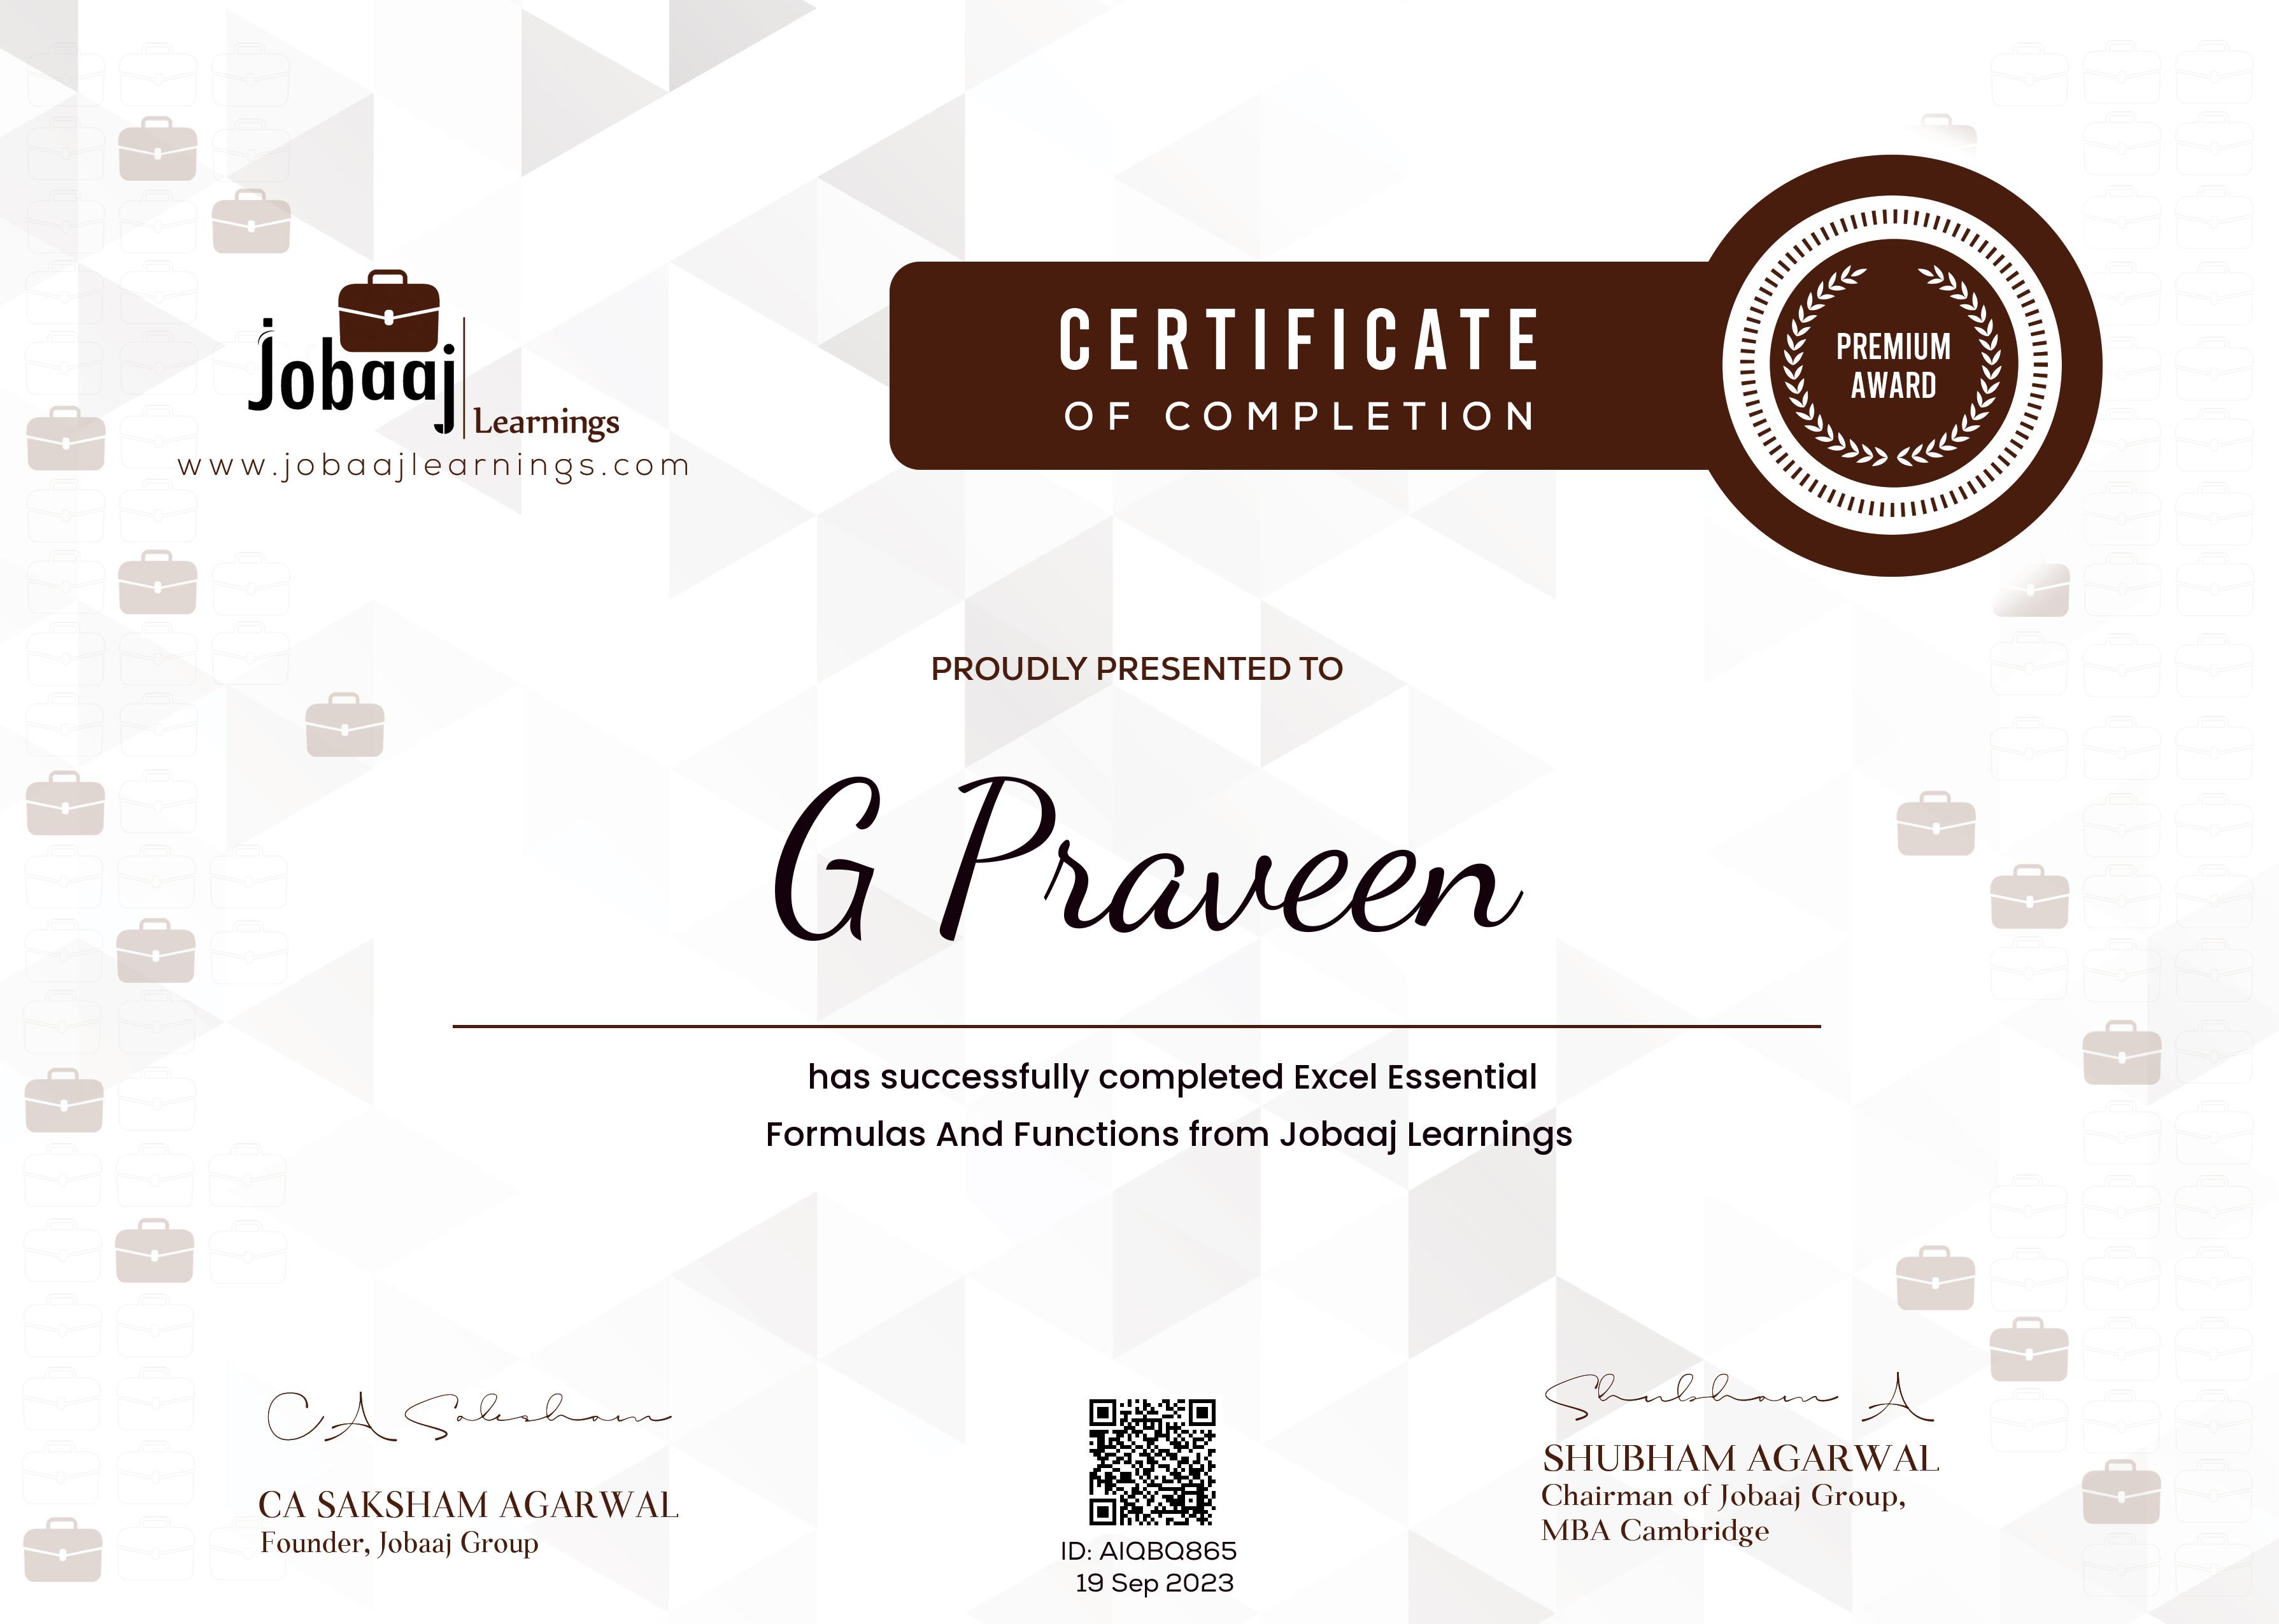 jobaaj
Learnings
www.jobaajlearnings.com
CERTIFICATE
OF COMPLETION
PREMIUM
AWARD
PROUDLY PRESENTED TO
G Praveen
has successfully completed Excel Essential
Formulas And Functions from Jobaaj Learnings
CA Saksham
CA SAKSHAM AGARWAL
Founder, Jobaaj Group
ID: AIQBQ865
19 Sep 2023
Shubham A
SHUBHAM AGARWAL
Chairman of Jobaaj Group,
MBA Cambridge